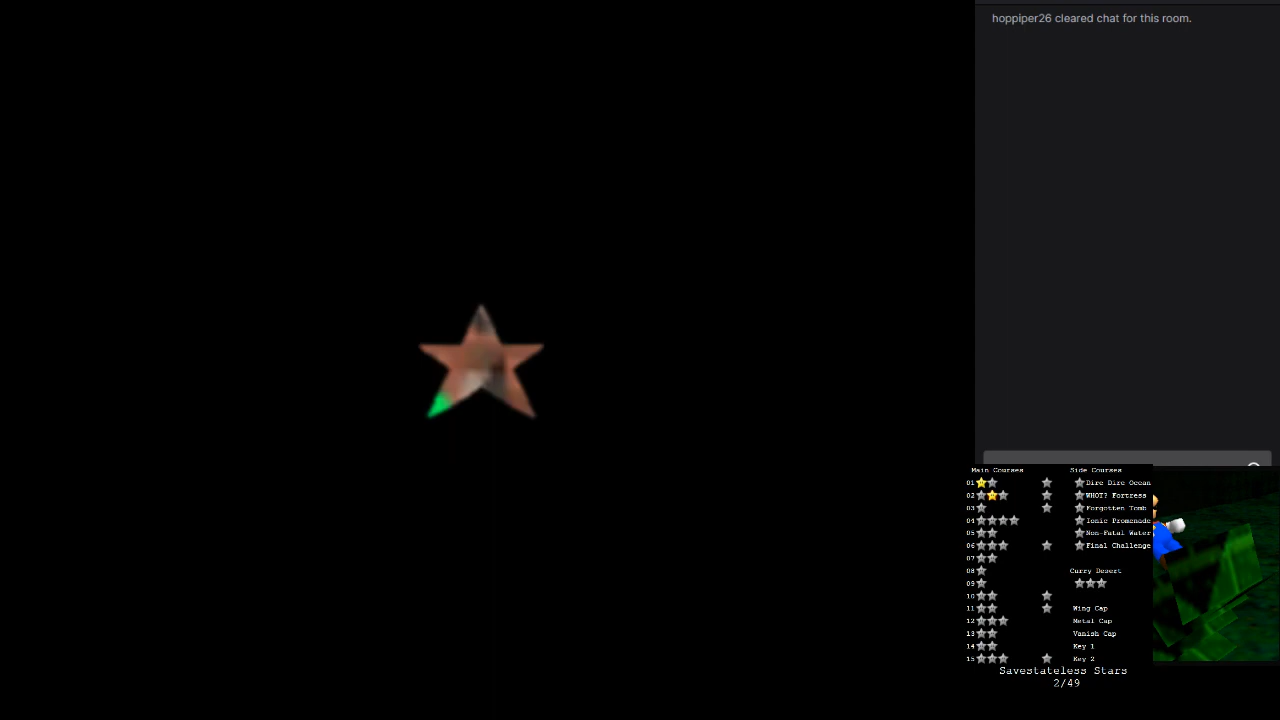 hoppiper26 cleared chat for this room.
Main Courses
Side Courses
01
Dire Dire Ocean
02
WHOT? Fortress
03
Forgotten Tomb
04
Ionic Promenade
05
Non-Fatal Water
06
Final Challenge
07
08
Curry Desert
09
10
11
Wing Cap
12
Metal Cap
13
Vanish Cap
14
Key 1
15
Key 2
Savestateless Stars
2/49